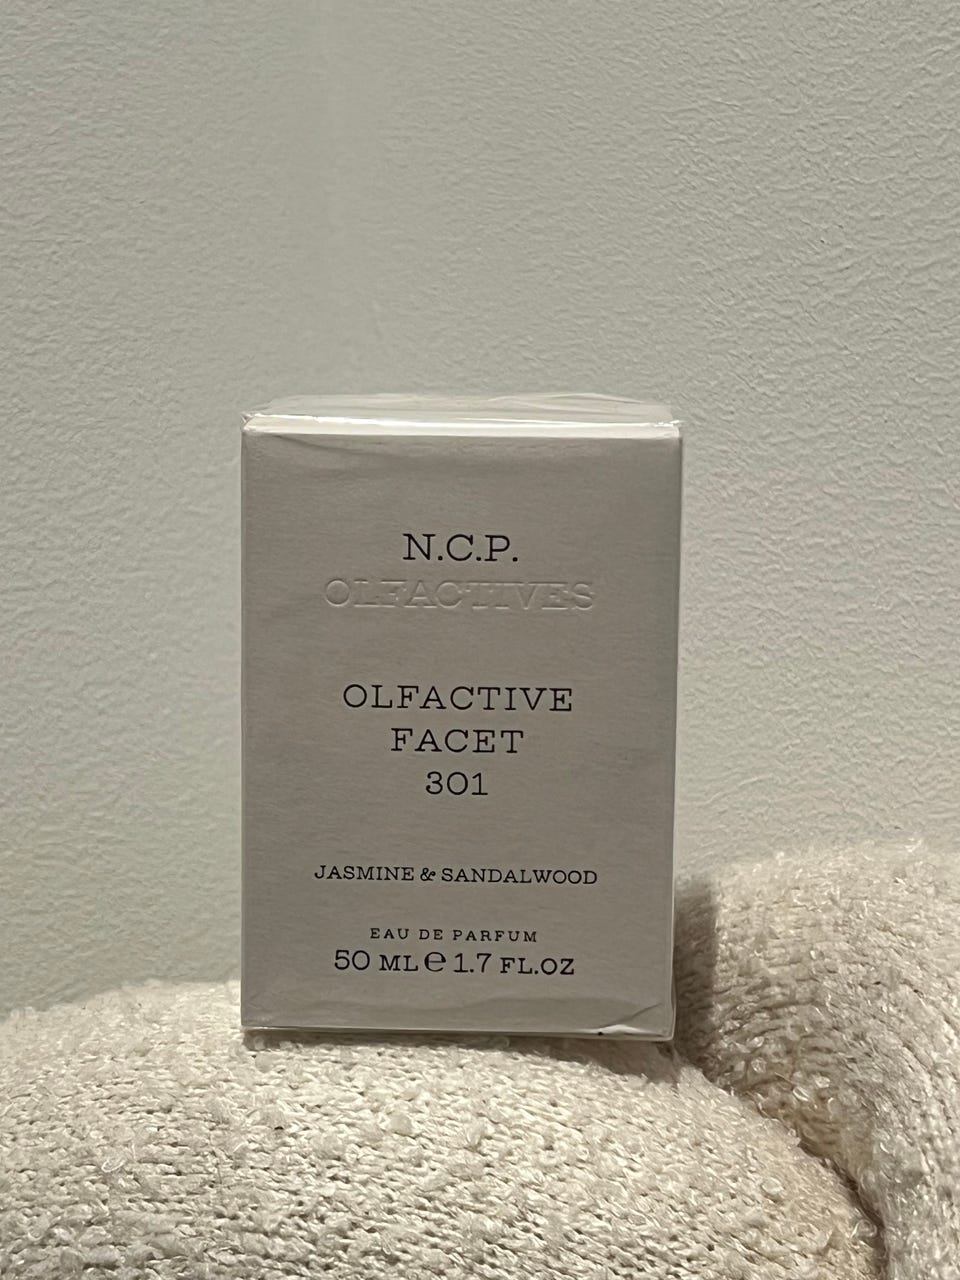 N.C.P.
OLFACTIVES
OLFACTIVE
FACET
301
JASMINE & SANDALWOOD
EAU DE PARFUM
50 ML ℮ 1.7 FL.OZ